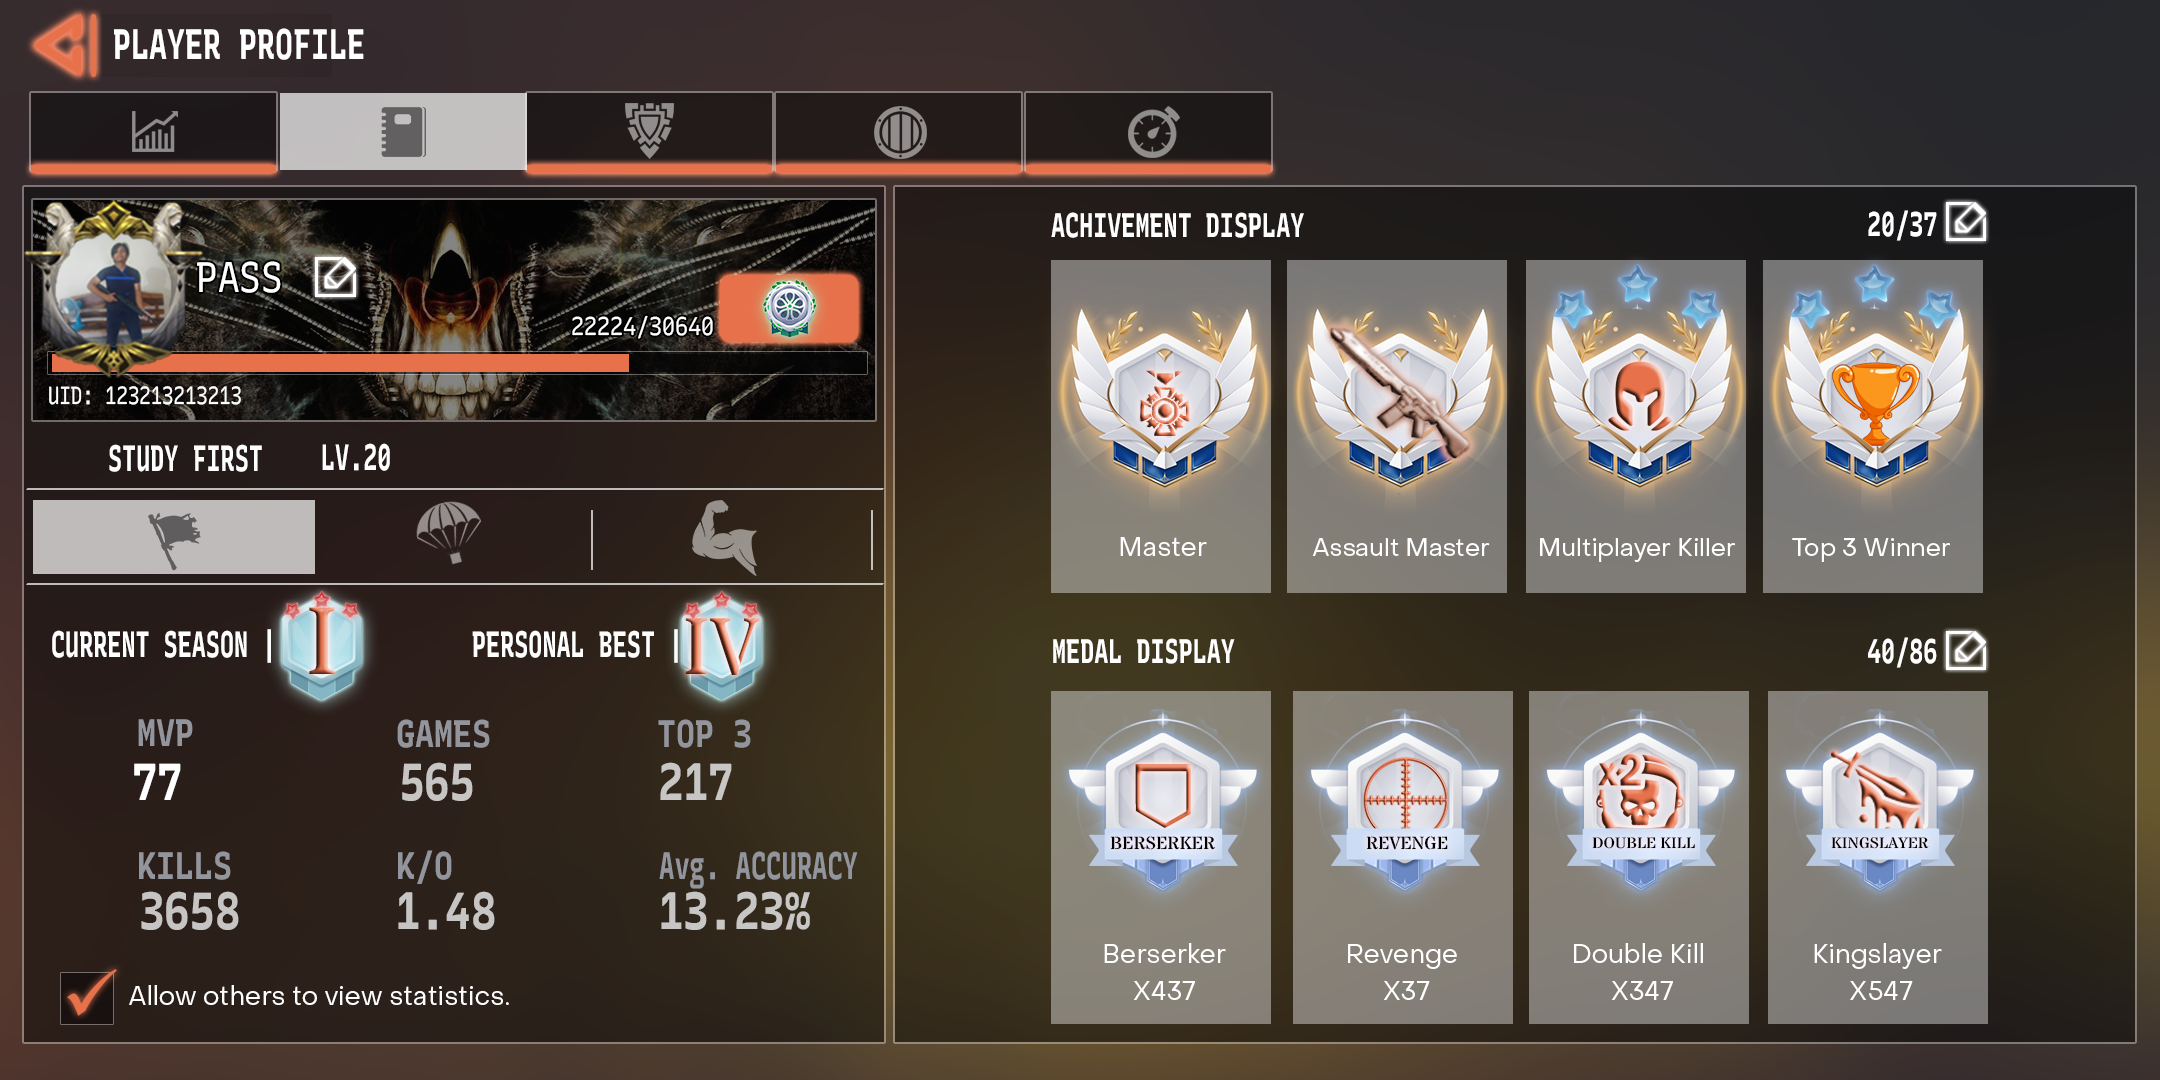 PLAYER PROFILE
PASS
22224/30640
UID: 123213213213
STUDY FIRST LV.20
CURRENT SEASON | I
PERSONAL BEST | IV
MVP
77
GAMES
565
TOP 3
217
KILLS
3658
K/O
1.48
Avg. ACCURACY
13.23%
Allow others to view statistics.
ACHIVEMENT DISPLAY
20/37
Master
Assault Master
Multiplayer Killer
Top 3 Winner
MEDAL DISPLAY
40/86
BERSERKER
Berserker
X437
REVENGE
Revenge
X37
X2
DOUBLE KILL
Double Kill
X347
KINGSLAYER
Kingslayer
X547